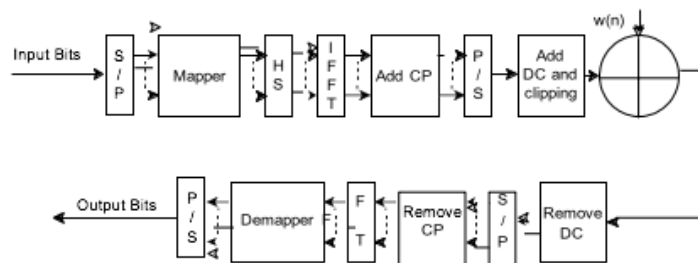 w(n)
Input Bits
S
/
P
Mapper
H
S
I
F
F
T
Add CP
P
/
S
Add
DC and
clipping
Output Bits
P
/
S
Demapper
F
F
T
Remove
CP
S
/
P
Remove
DC